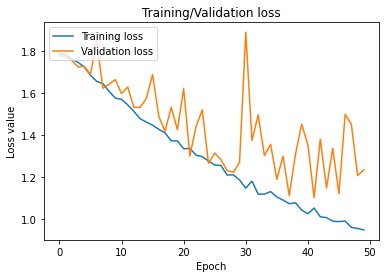 Training/Validation loss
Training loss
Validation loss
Loss value
1.8
1.6
1.4
1.2
1.0
0
10
20
30
40
50
Epoch